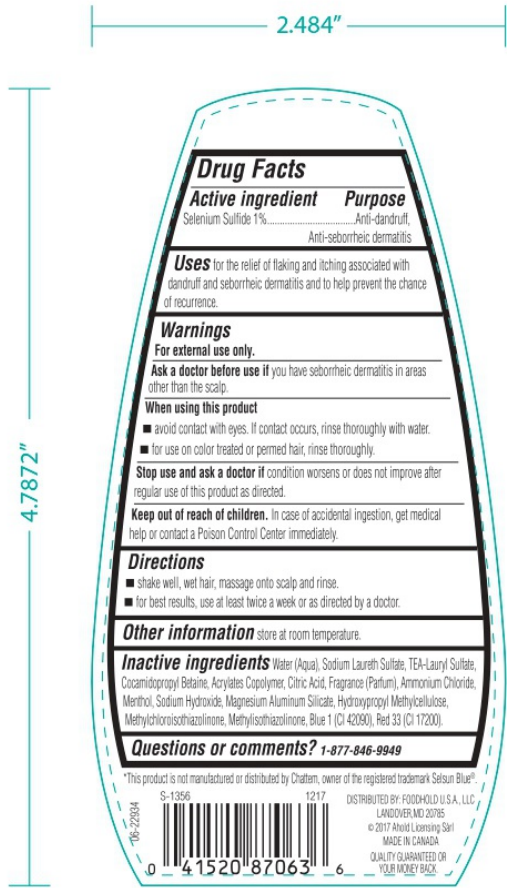 2.484"
4.7872"
Drug Facts
Active ingredient Purpose
Selenium Sulfide 1%..............................Anti-dandruff,
Anti-seborrheic dermatitis
Uses for the relief of flaking and itching associated with
dandruff and seborrheic dermatitis and to help prevent the chance
of recurrence.
Warnings
For external use only.
Ask a doctor before use if you have seborrheic dermatitis in areas
other than the scalp.
When using this product
■ avoid contact with eyes. If contact occurs, rinse thoroughly with water.
■ for use on color treated or permed hair, rinse thoroughly.
Stop use and ask a doctor if condition worsens or does not improve after
regular use of this product as directed.
Keep out of reach of children. In case of accidental ingestion, get medical
help or contact a Poison Control Center immediately.
Directions
■ shake well, wet hair, massage onto scalp and rinse.
■ for best results, use at least twice a week or as directed by a doctor.
Other information store at room temperature.
Inactive ingredients Water (Aqua), Sodium Laureth Sulfate, TEA-Lauryl Sulfate,
Cocamidopropyl Betaine, Acrylates Copolymer, Citric Acid, Fragrance (Parfum), Ammonium Chloride,
Menthol, Sodium Hydroxide, Magnesium Aluminum Silicate, Hydroxypropyl Methylcellulose,
Methylchloroisothiazolinone, Methylisothiazolinone, Blue 1 (CI 42090), Red 33 (CI 17200).
Questions or comments? 1-877-846-9949
*This product is not manufactured or distributed by Chattem, owner of the registered trademark Selsun Blue®
S-1356 1217
06-22934
0 41520 87063 6
DISTRIBUTED BY: FOODHOLD U.S.A., LLC
LANDOVER,MD 20785
© 2017 Ahold Licensing Sàrl
MADE IN CANADA
QUALITY GUARANTEED OR
YOUR MONEY BACK.